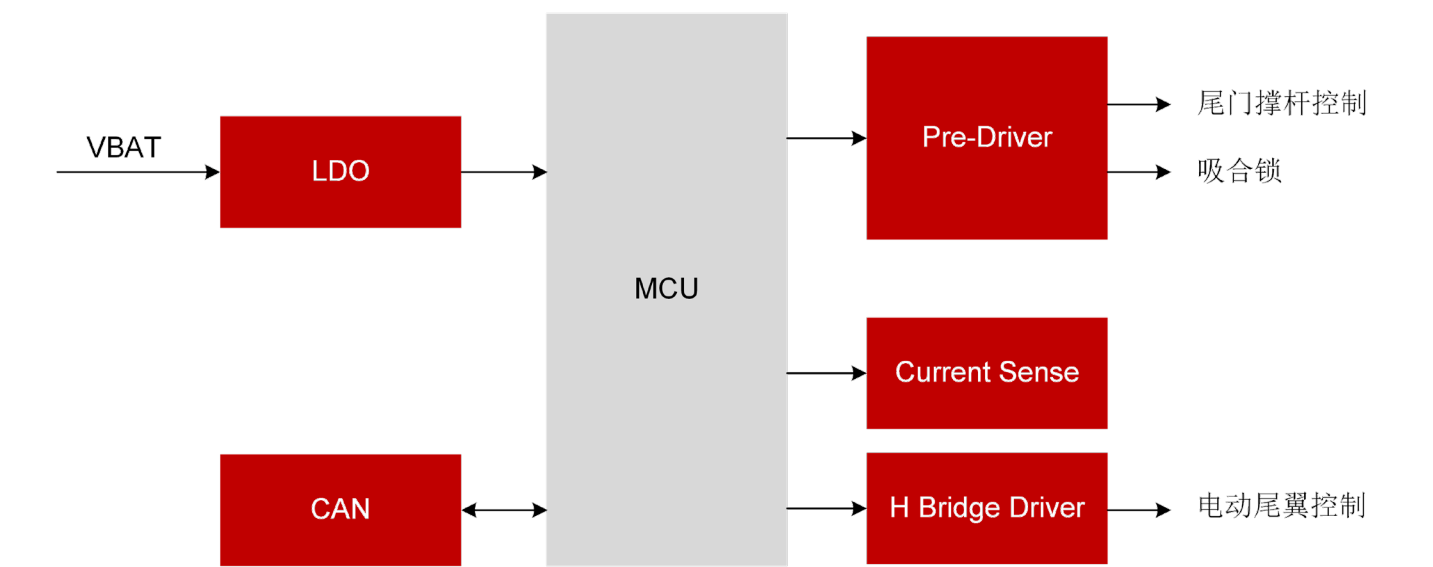 VBAT
LDO
CAN
MCU
Pre-Driver
尾门撑杆控制
吸合锁
Current Sense
H Bridge Driver
电动尾翼控制